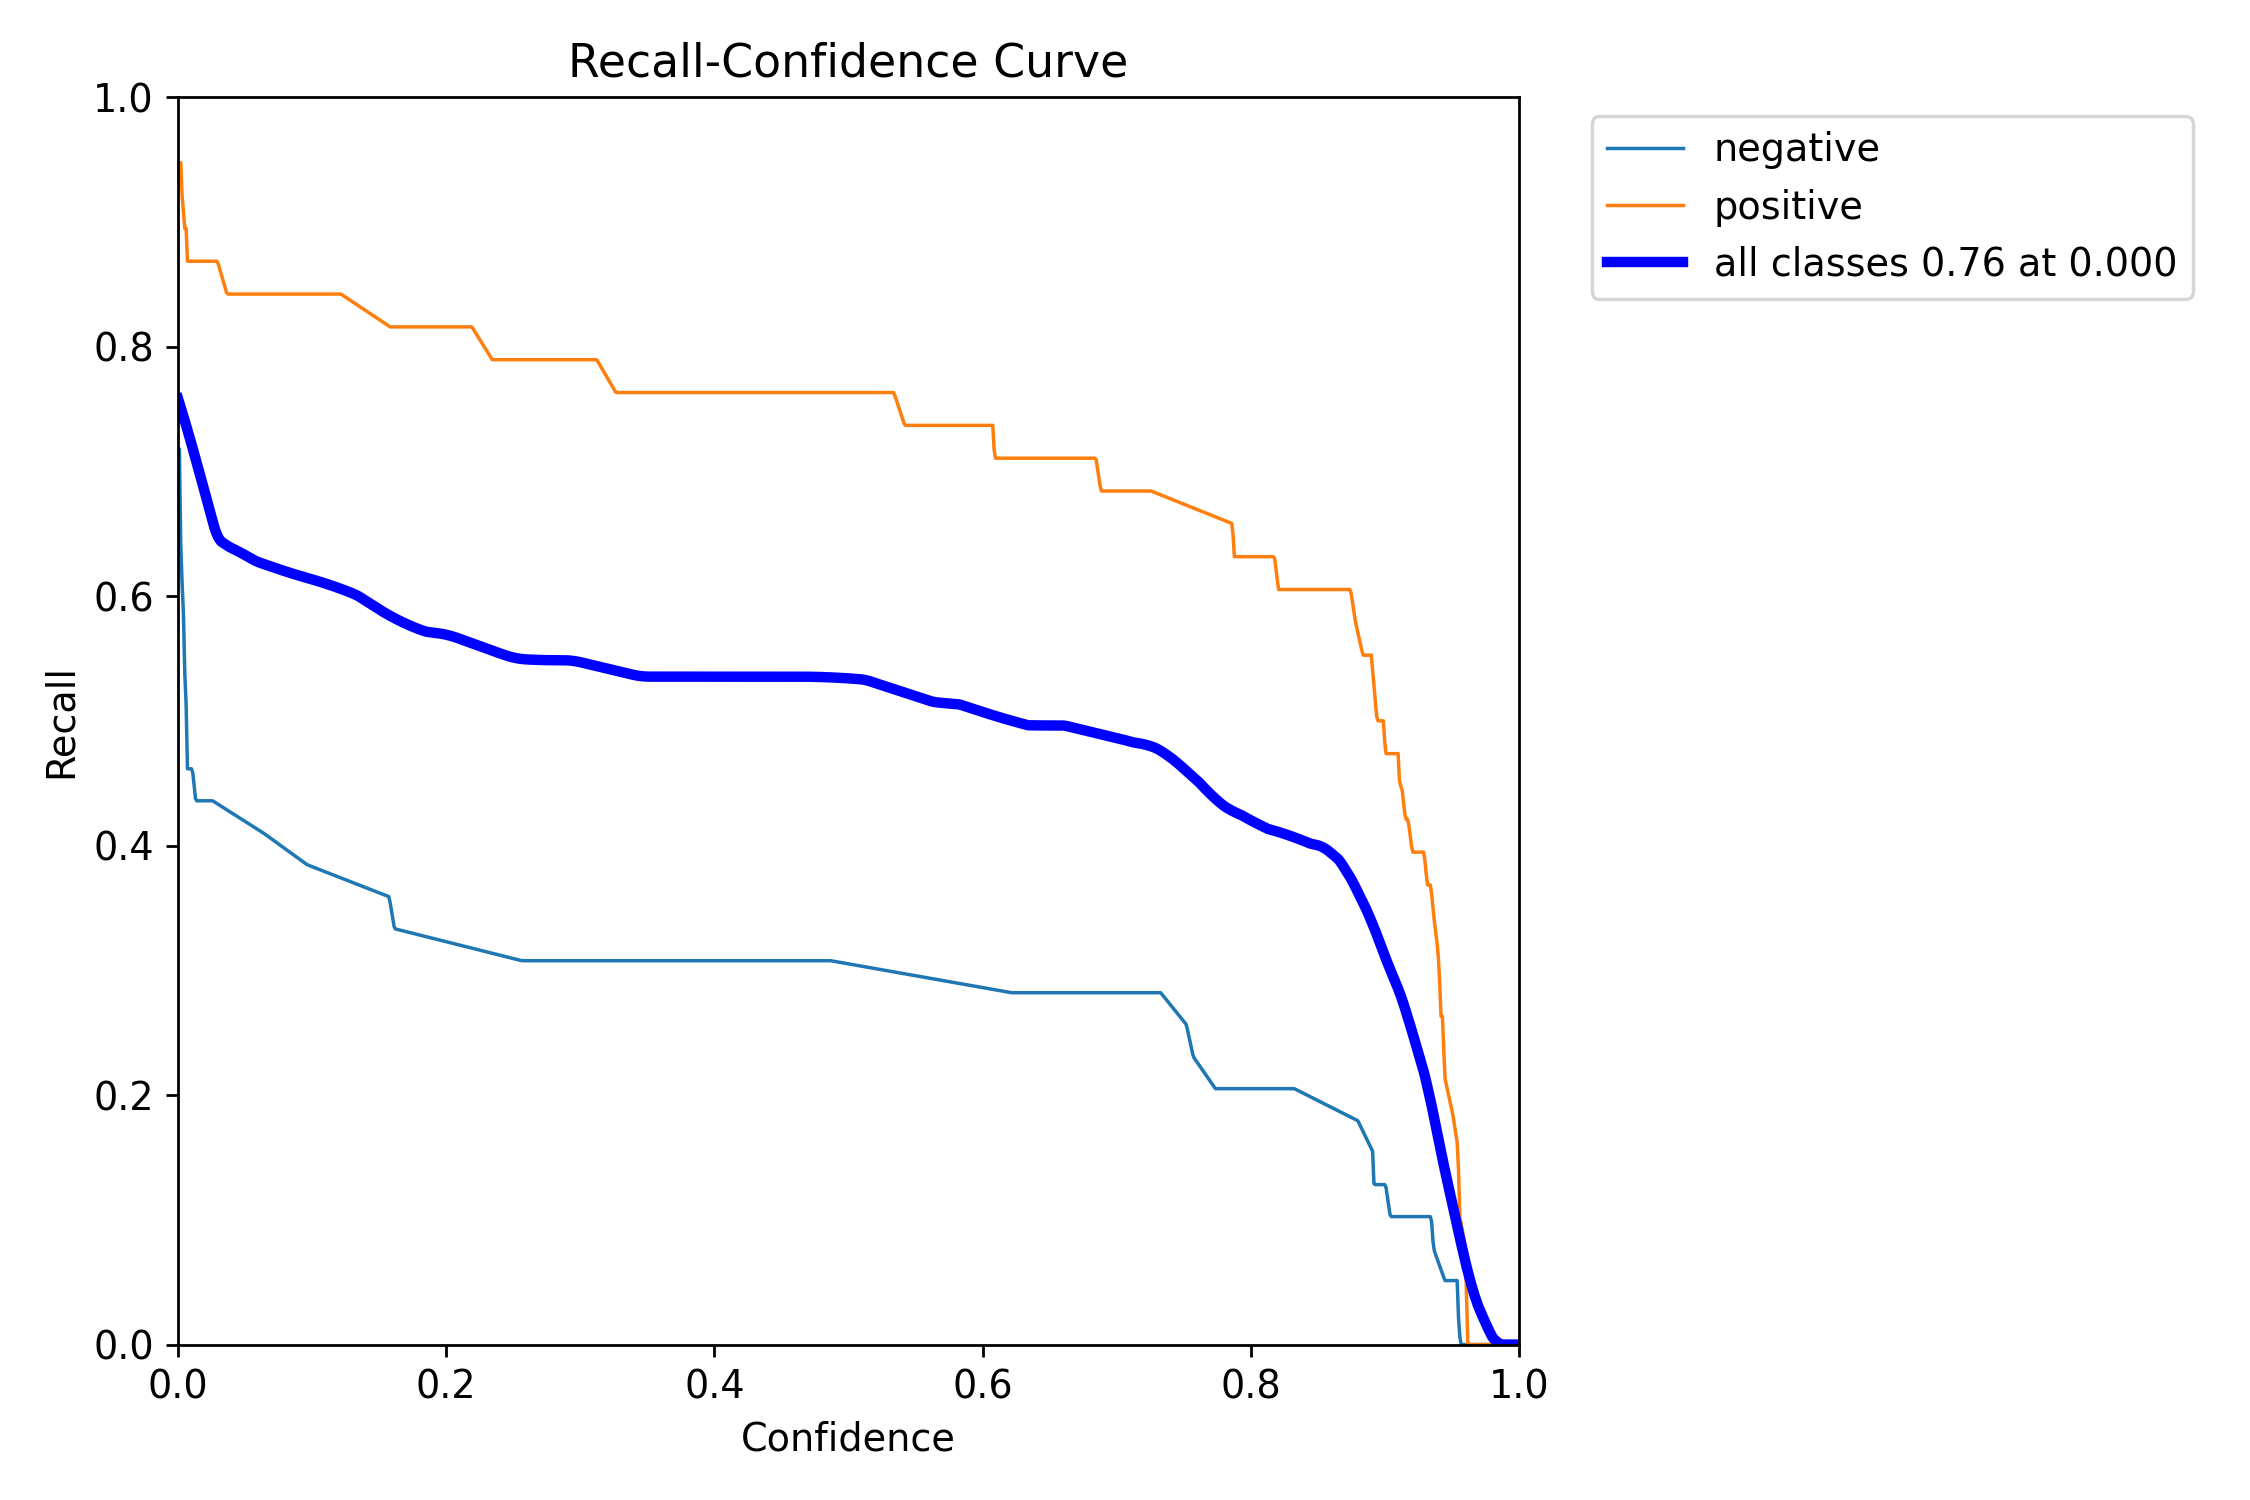 Recall-Confidence Curve
1.0
0.8
0.6
0.4
0.2
0.0
Recall
0.0 0.2 0.4 0.6 0.8 1.0
Confidence
negative
positive
all classes 0.76 at 0.000